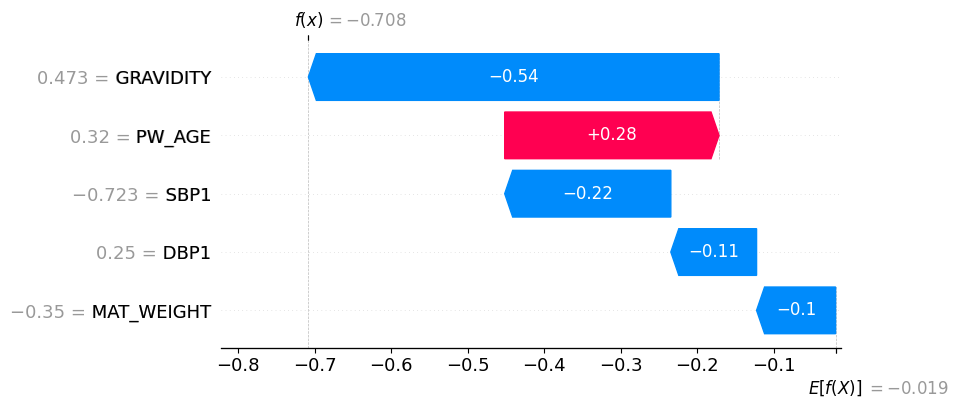 f(x) = −0.708
0.473 = GRAVIDITY
−0.54
0.32 = PW_AGE
+0.28
−0.723 = SBP1
−0.22
0.25 = DBP1
−0.11
−0.35 = MAT_WEIGHT
−0.1
−0.8 −0.7 −0.6 −0.5 −0.4 −0.3 −0.2 −0.1
E[f(X)] = −0.019